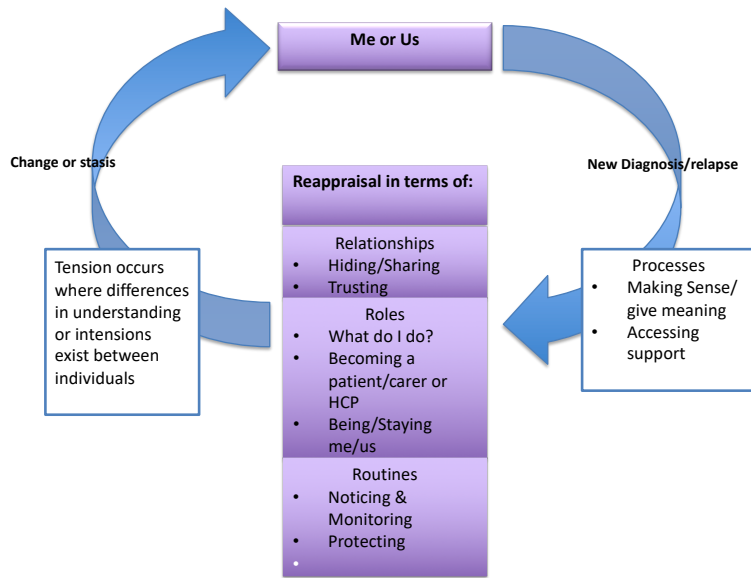 Me or Us
Change or stasis
New Diagnosis/relapse
Reappraisal in terms of:
Relationships
• Hiding/Sharing
• Trusting
Roles
• What do I do?
• Becoming a
patient/carer or
HCP
• Being/Staying
me/us
Routines
• Noticing &
Monitoring
• Protecting
•
Tension occurs
where differences
in understanding
or intensions
exist between
individuals
Processes
• Making Sense/
give meaning
• Accessing
support